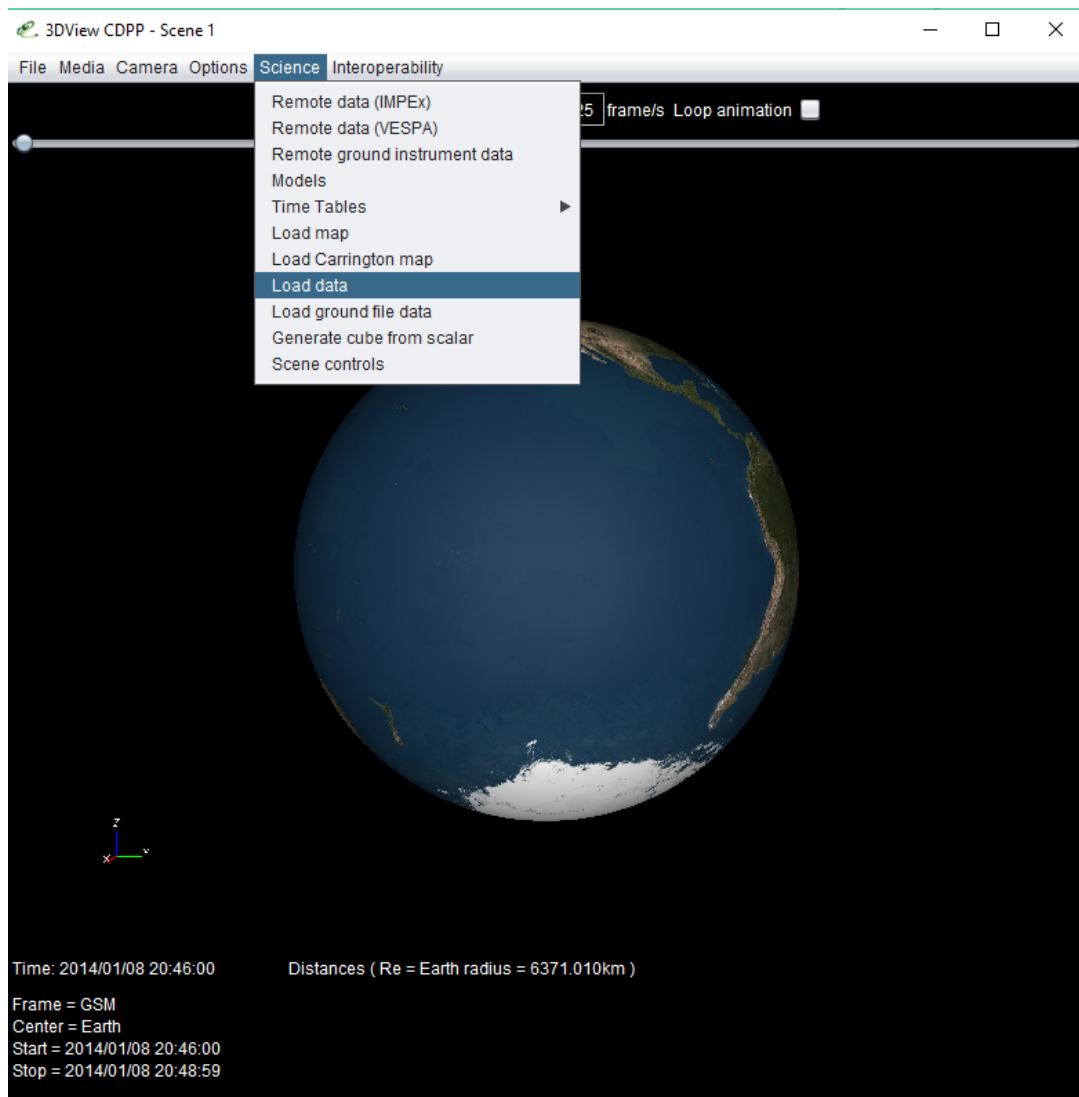 3DView CDPP - Scene 1
File Media Camera Options Science Interoperability
25 frame/s Loop animation
Remote data (IMPEx)
Remote data (VESPA)
Remote ground instrument data
Models
Time Tables
Load map
Load Carrington map
Load data
Load ground file data
Generate cube from scalar
Scene controls
z
x Y
Time: 2014/01/08 20:46:00 Distances ( Re = Earth radius = 6371.010km )
Frame = GSM
Center = Earth
Start = 2014/01/08 20:46:00
Stop = 2014/01/08 20:48:59